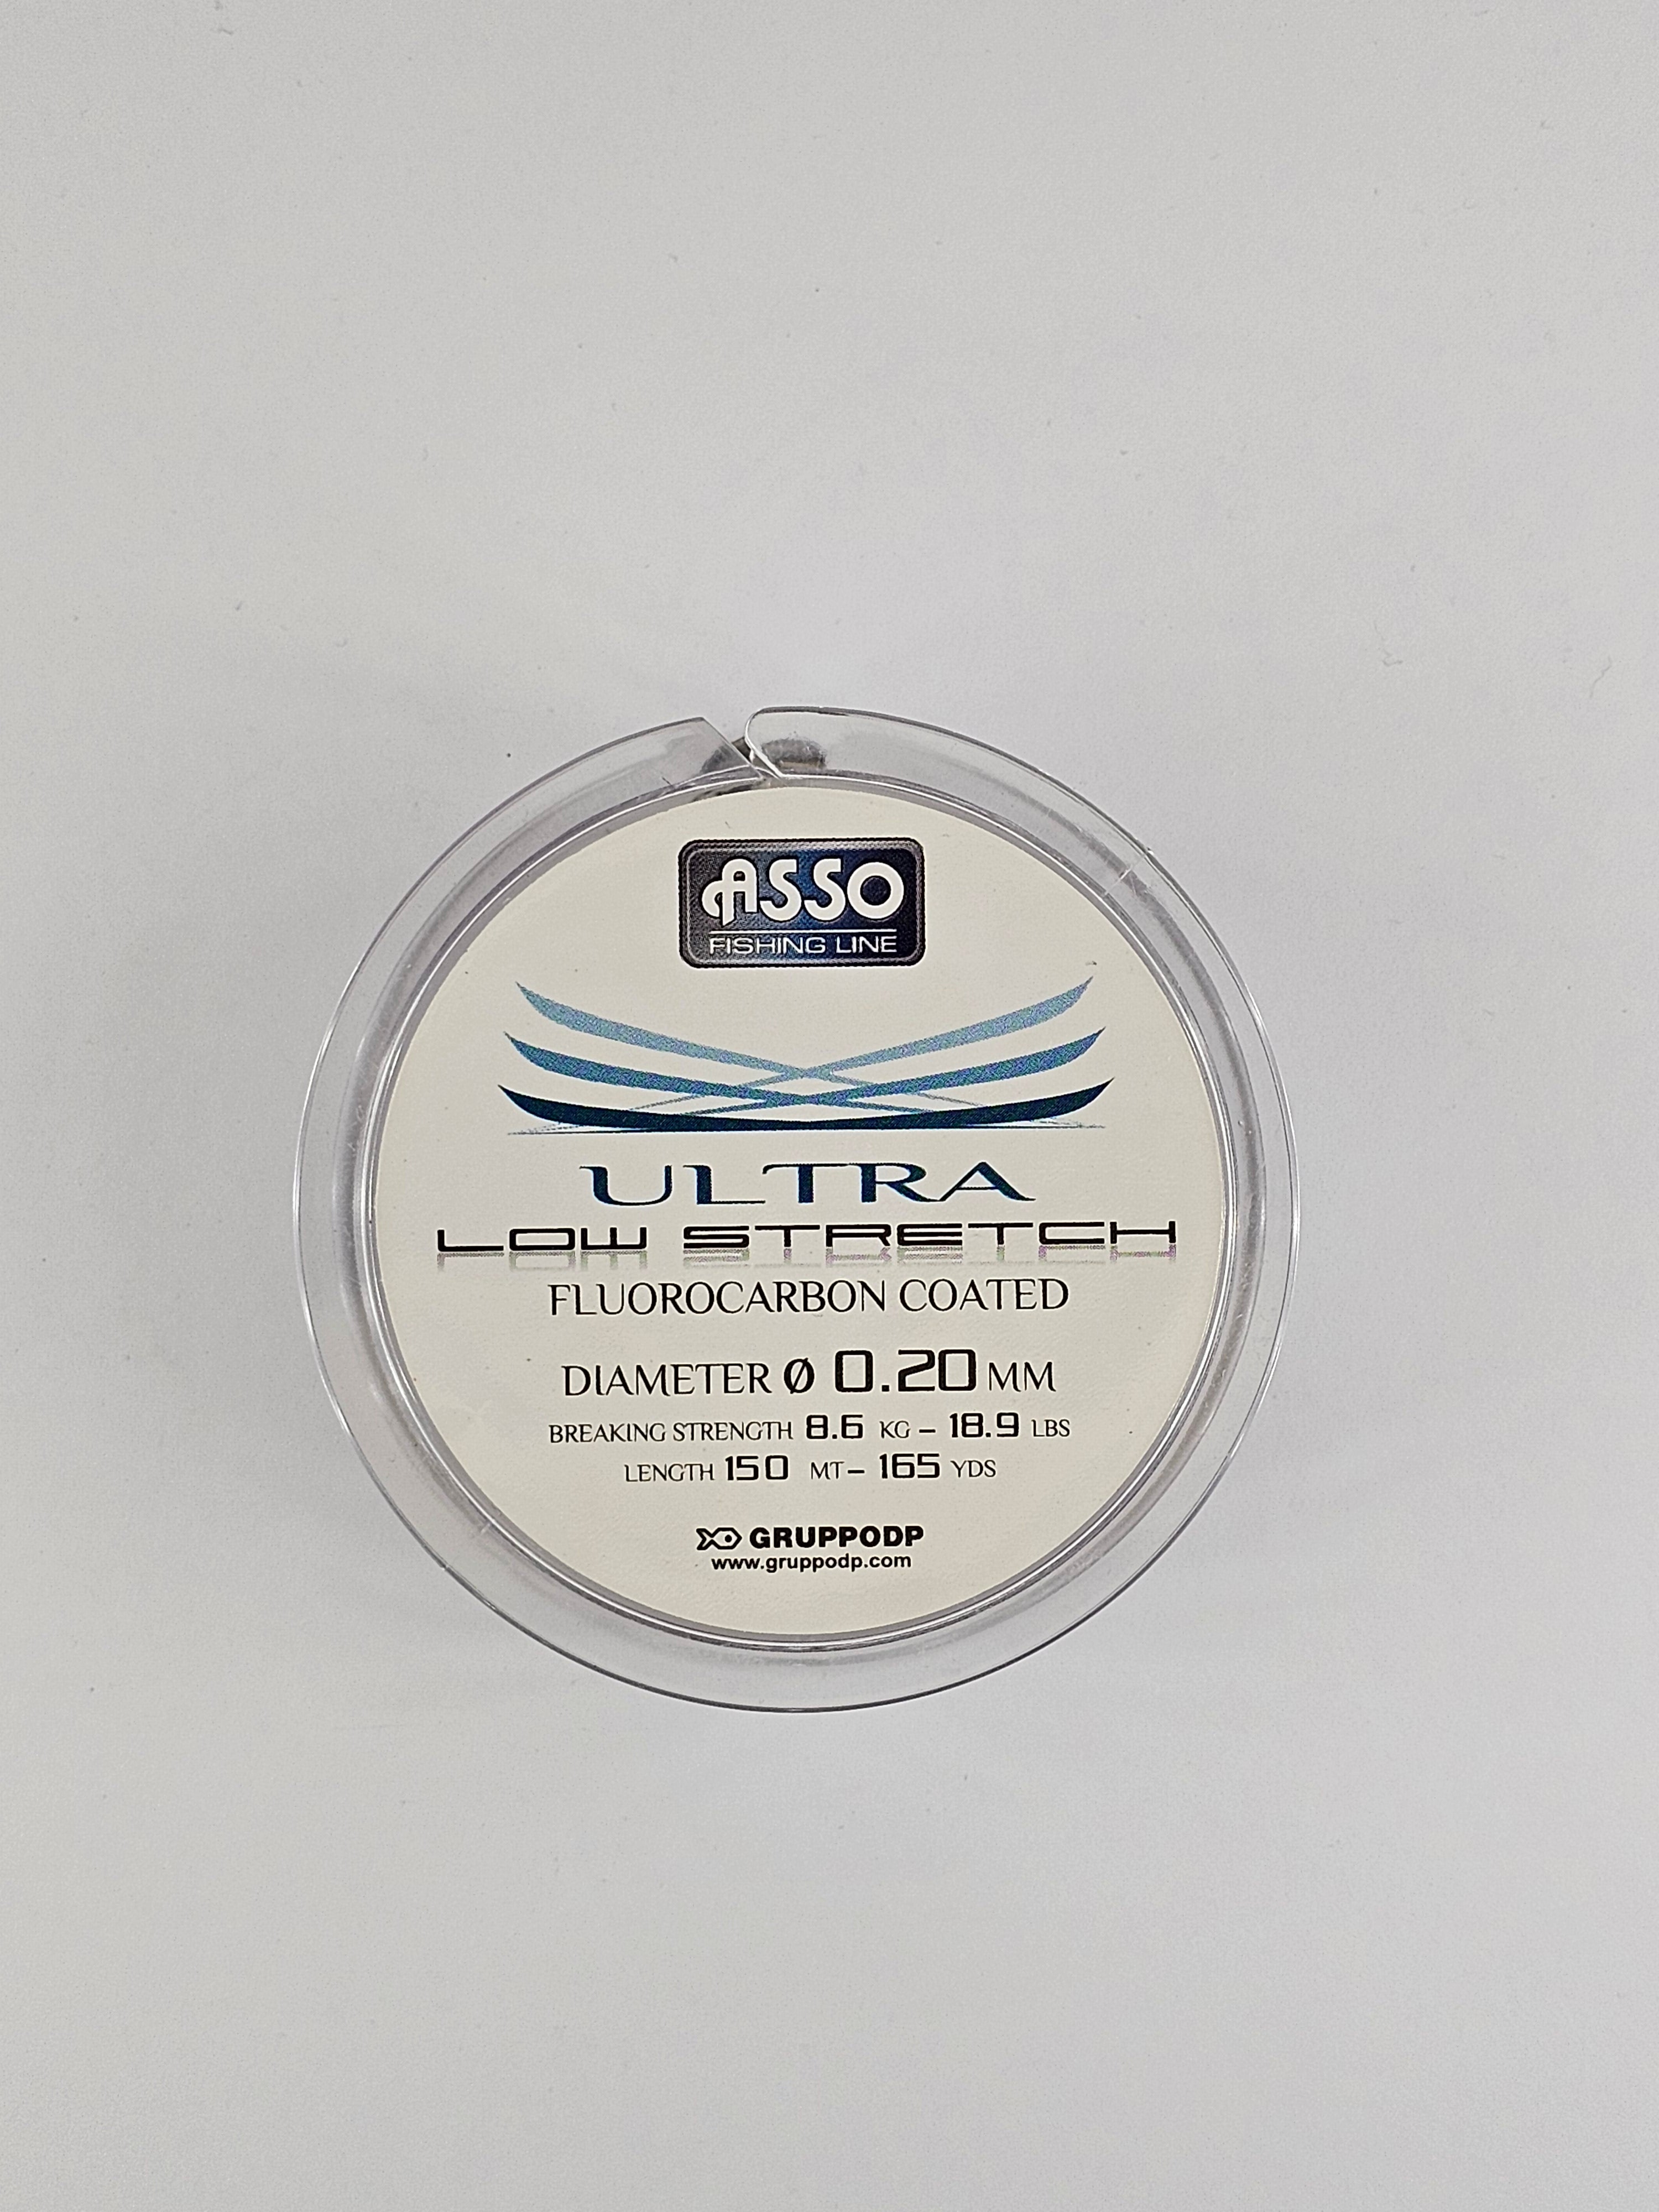 ASSO
FISHING LINE
ULTRA
LOW STRETCH
FLUOROCARBON COATED
DIAMETER Ø 0.20 MM
BREAKING STRENGTH 8.6 KG – 18.9 LBS
LENGTH 150 MT – 165 YDS
GRUPPODP
www.gruppodp.com